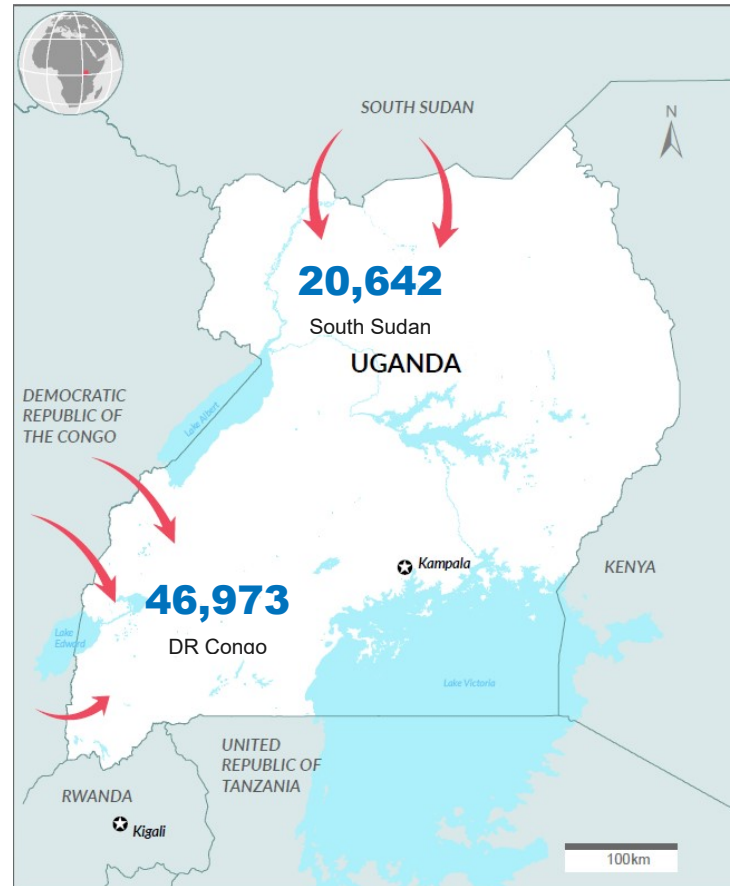 SOUTH SUDAN
N
20,642
South Sudan
UGANDA
DEMOCRATIC
REPUBLIC OF
THE CONGO
Lake Albert
46,973
DR Congo
Kampala
KENYA
Lake
Edward
Lake Victoria
UNITED
REPUBLIC OF
TANZANIA
RWANDA
Kigali
100km